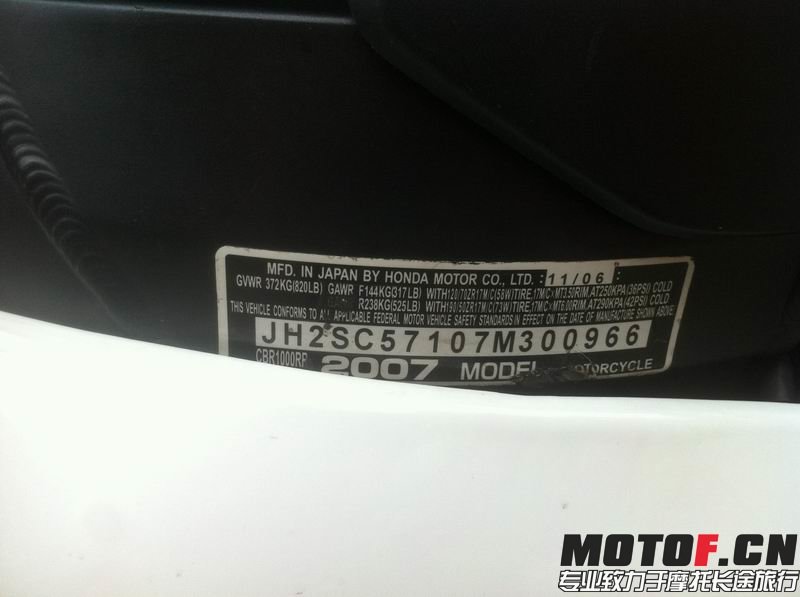 MFD. IN JAPAN BY HONDA MOTOR CO., LTD. 11/06
GVWR 372KG(820LB) GAWR F144KG(317LB) WITH120/70ZR17M/C(58W)TIRE,17M/C×MT3.50RIM,AT250KPA(36PSI) COLD
R238KG(525LB) WITH190/50ZR17M/C(73W)TIRE,17M/C×MT6.00RIM,AT290KPA(42PSI) COLD
THIS VEHICLE CONFORMS TO ALL APPLICABLE FEDERAL MOTOR VEHICLE SAFETY STANDARDS IN EFFECT ON THE DATE OF MANUFACTURE SHOWN ABOVE.
JH2SC57107M300966
CBR1000RF 2007 MODEL MOTORCYCLE
MOTOF.CN
专业致力于摩托长途旅行